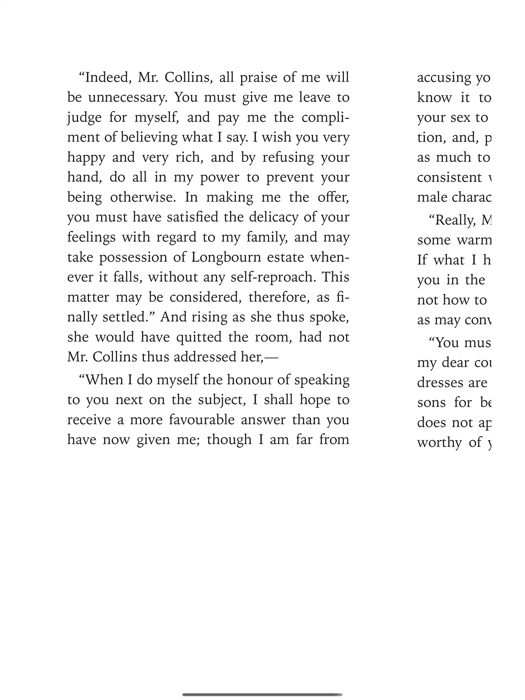 “Indeed, Mr. Collins, all praise of me will
be unnecessary. You must give me leave to
judge for myself, and pay me the compli-
ment of believing what I say. I wish you very
happy and very rich, and by refusing your
hand, do all in my power to prevent your
being otherwise. In making me the offer,
you must have satisfied the delicacy of your
feelings with regard to my family, and may
take possession of Longbourn estate when-
ever it falls, without any self-reproach. This
matter may be considered, therefore, as fi-
nally settled.” And rising as she thus spoke,
she would have quitted the room, had not
Mr. Collins thus addressed her,—
“When I do myself the honour of speaking
to you next on the subject, I shall hope to
receive a more favourable answer than you
have now given me; though I am far from
accusing yo
know it to
your sex to
tion, and, p
as much to
consistent
male charac
“Really, M
some warm
If what I h
you in the
not how to
as may conv
“You mus
my dear cou
dresses are
sons for be
does not ap
worthy of y